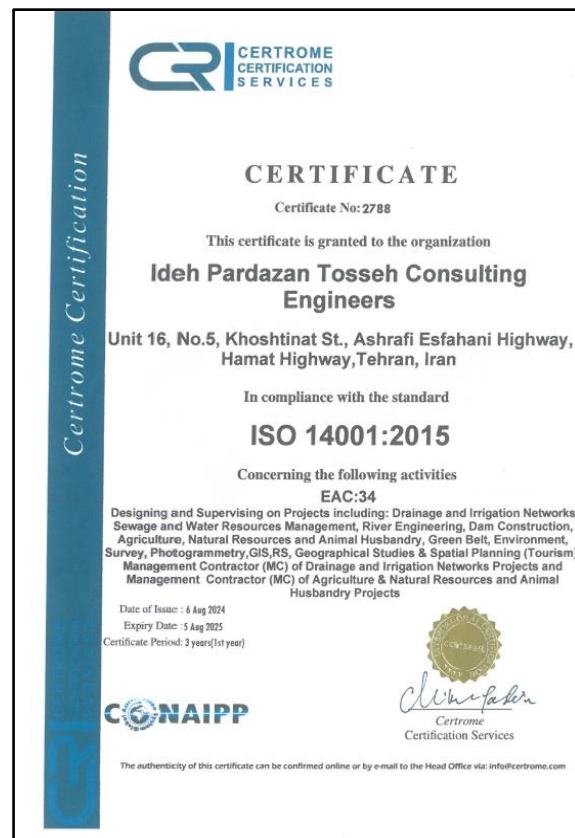 CRI
CERTROME
CERTIFICATION
SERVICES
Certrome Certification
CERTIFICATE
Certificate No: 2788
This certificate is granted to the organization
Ideh Pardazan Tosseh Consulting
Engineers
Unit 16, No.5, Khoshtinat St., Ashrafi Esfahani Highway,
Hamat Highway,Tehran, Iran
In compliance with the standard
ISO 14001:2015
Concerning the following activities
EAC:34
Designing and Supervising on Projects including: Drainage and Irrigation Networks
Sewage and Water Resources Management, River Engineering, Dam Construction,
Agriculture, Natural Resources and Animal Husbandry, Green Belt, Environment,
Survey, Photogrammetry,GIS,RS, Geographical Studies & Spatial Planning (Tourism)
Management Contractor (MC) of Drainage and Irrigation Networks Projects and
Management Contractor (MC) of Agriculture & Natural Resources and Animal
Husbandry Projects
Date of Issue : 6 Aug 2024
Expiry Date : 5 Aug 2025
Certificate Period: 3 years(1st year)
CONAIPP
Certrome
Certification Services
CRI
CERTROME
CERTIFICATION
SERVICES
The authenticity of this certificate can be confirmed online or by e-mail to the Head Office via: info@certrome.com